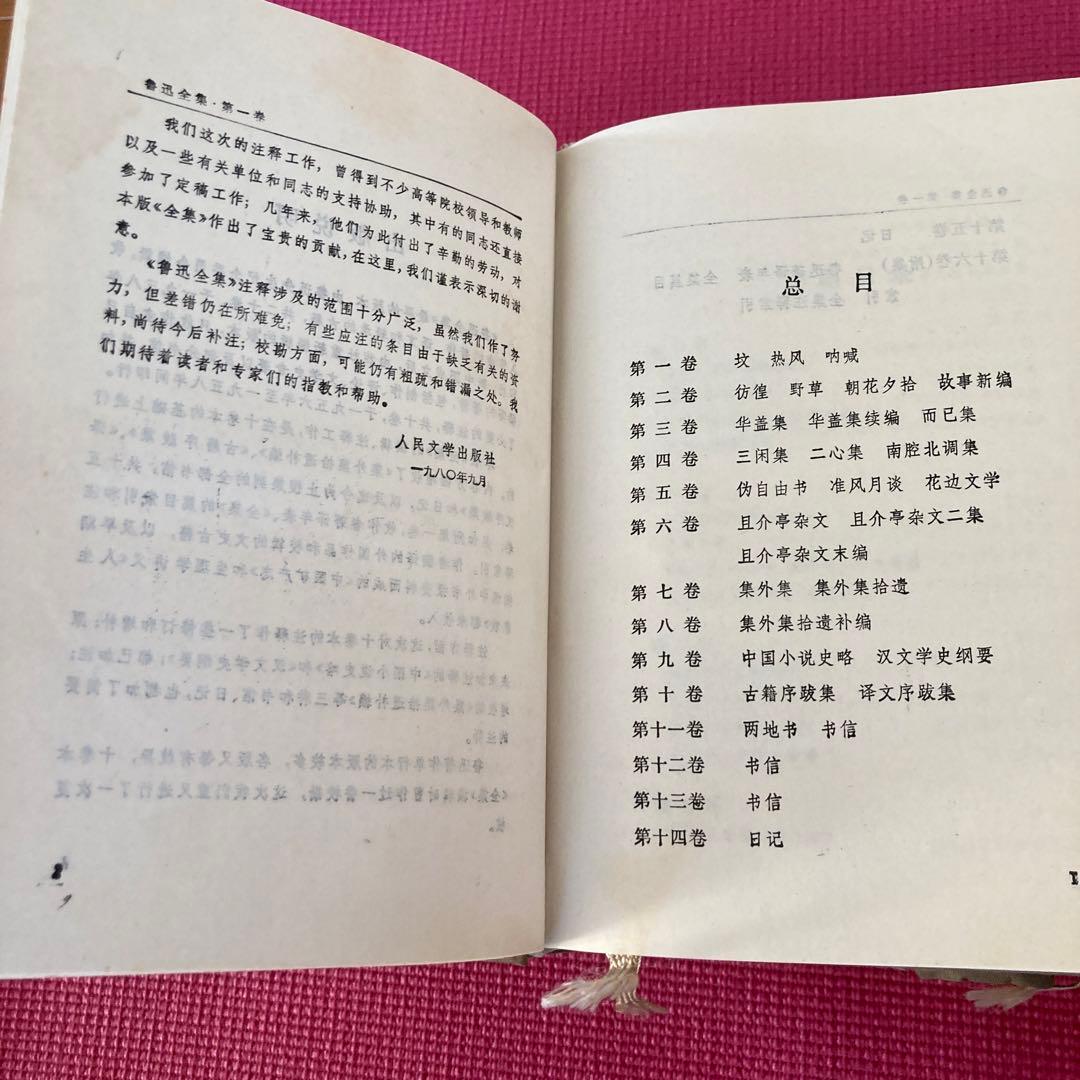 鲁迅全集·第一卷
我们这次的注释工作，曾得到不少高等院校领导和教师
以及一些有关单位和同志的支持协助，其中有的同志还直接
参加了定稿工作；几年来，他们为此付出了辛勤的劳动，对
本版《全集》作出了宝贵的贡献，在这里，我们谨表示深切的谢
意。
《鲁迅全集》注释涉及的范围十分广泛，虽然我们作了努
力，但差错仍在所难免；有些应注的条目由于缺乏有关的资
料，尚待今后补注；校勘方面，可能仍有粗疏和错漏之处。我
们期待着读者和专家们的指教和帮助。
人民文学出版社
一九八〇年九月
2
总目
第一卷 坟 热风 呐喊
第二卷 彷徨 野草 朝花夕拾 故事新编
第三卷 华盖集 华盖集续编 而已集
第四卷 三闲集 二心集 南腔北调集
第五卷 伪自由书 准风月谈 花边文学
第六卷 且介亭杂文 且介亭杂文二集
且介亭杂文末编
第七卷 集外集 集外集拾遗
第八卷 集外集拾遗补编
第九卷 中国小说史略 汉文学史纲要
第十卷 古籍序跋集 译文序跋集
第十一卷 两地书 书信
第十二卷 书信
第十三卷 书信
第十四卷 日记
1